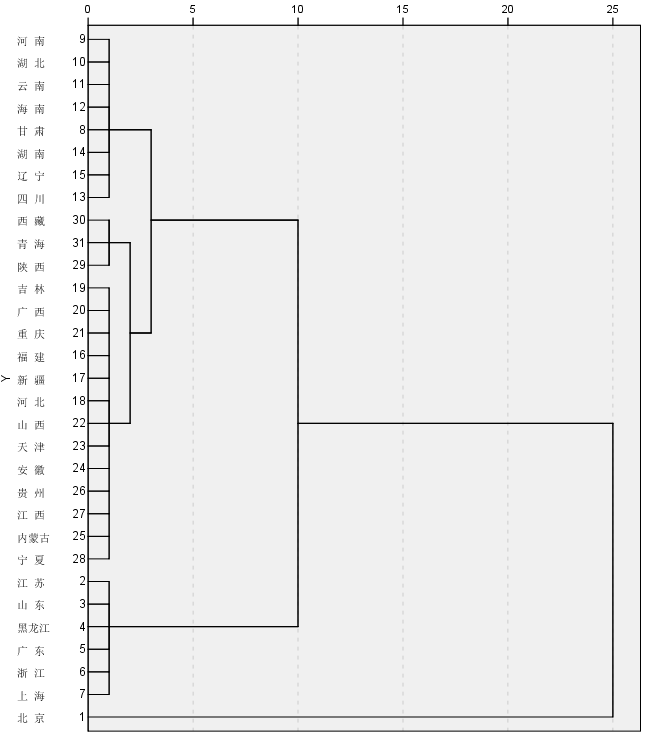 0 5 10 15 20 25
河 南 9
湖 北 10
云 南 11
海 南 12
甘 肃 8
湖 南 14
辽 宁 15
四 川 13
西 藏 30
青 海 31
陕 西 29
吉 林 19
广 西 20
重 庆 21
福 建 16
Y
新 疆 17
河 北 18
山 西 22
天 津 23
安 徽 24
贵 州 26
江 西 27
内蒙古 25
宁 夏 28
江 苏 2
山 东 3
黑龙江 4
广 东 5
浙 江 6
上 海 7
北 京 1